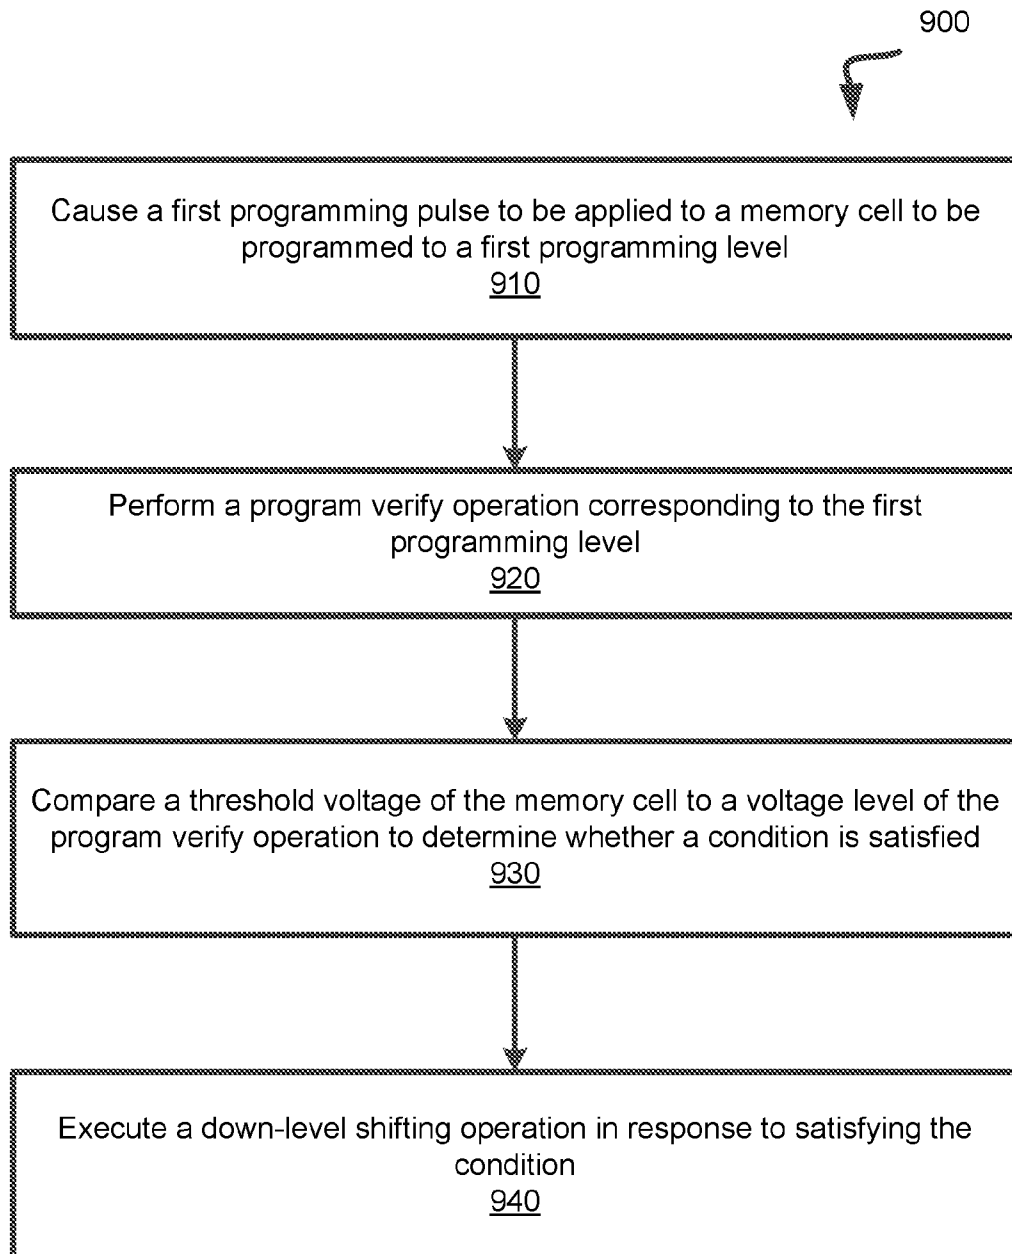 900
Cause a first programming pulse to be applied to a memory cell to be
programmed to a first programming level
910
Perform a program verify operation corresponding to the first
programming level
920
Compare a threshold voltage of the memory cell to a voltage level of the
program verify operation to determine whether a condition is satisfied
930
Execute a down-level shifting operation in response to satisfying the
condition
940